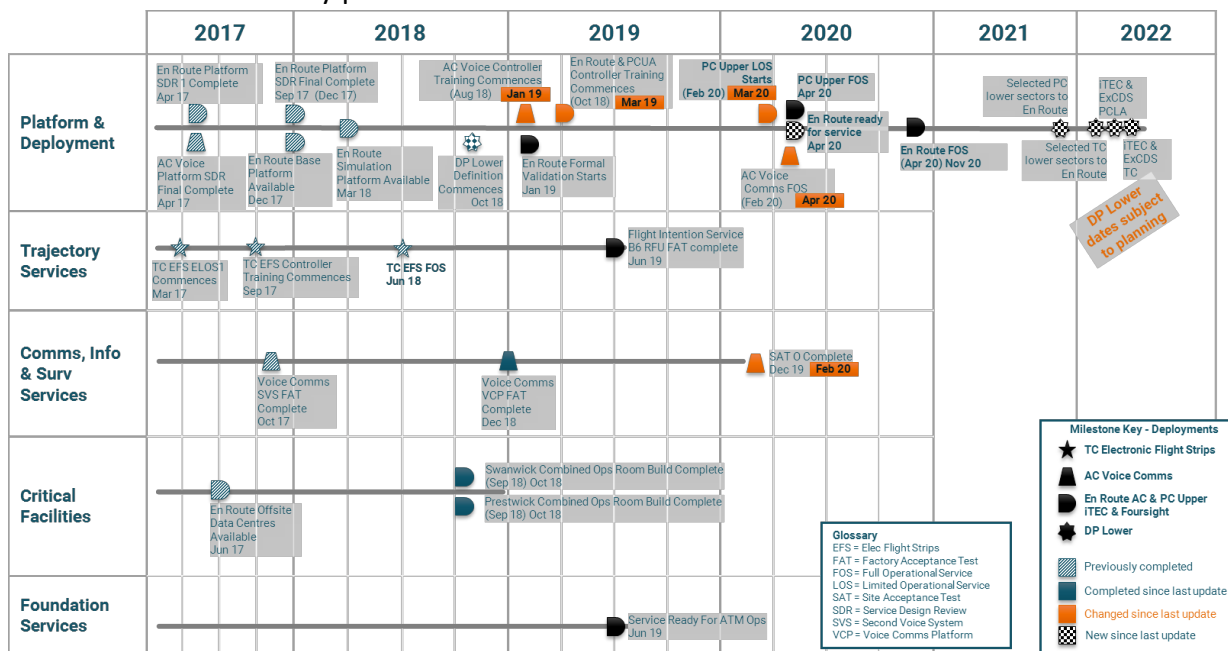 2017
2018
2019
2020
2021
2022
Platform &
Deployment
En Route Platform
SDR 1 Complete
Apr 17
En Route Platform
SDR Final Complete
Sep 17 (Dec 17)
AC Voice Controller
Training Commences
(Aug 18) Jan 19
En Route & PCUA
Controller Training
Commences
(Oct 18) Mar 19
PC Upper LOS
Starts
(Feb 20) Mar 20
PC Upper FOS
Apr 20
En Route ready
for service
Apr 20
Selected PC
lower sectors to
En Route
iTEC &
ExCDS
PCLA
AC Voice
Platform SDR
Final Complete
Apr 17
En Route Base
Platform
Available
Dec 17
En Route
Simulation
Platform Available
Mar 18
DP Lower
Definition
Commences
Oct 18
En Route Formal
Validation Starts
Jan 19
AC Voice
Comms FOS
(Feb 20) Apr 20
En Route FOS
(Apr 20) Nov 20
Selected TC
lower sectors to
En Route
iTEC &
ExCDS
TC
DP Lower
dates subject
to planning
Trajectory
Services
TC EFS ELOS1
Commences
Mar 17
TC EFS Controller
Training Commences
Sep 17
TC EFS FOS
Jun 18
Flight Intention Service
B6 RFU FAT complete
Jun 19
Comms, Info
& Surv
Services
Voice Comms
SVS FAT
Complete
Oct 17
Voice Comms
VCP FAT
Complete
Dec 18
SAT O Complete
Dec 19 Feb 20
Critical
Facilities
En Route Offsite
Data Centres
Available
Jun 17
Swanwick Combined Ops Room Build Complete
(Sep 18) Oct 18
Prestwick Combined Ops Room Build Complete
(Sep 18) Oct 18
Foundation
Services
Service Ready For ATM Ops
Jun 19
Glossary
EFS = Elec Flight Strips
FAT = Factory Acceptance Test
FOS = Full Operational Service
LOS = Limited Operational Service
SAT = Site Acceptance Test
SDR = Service Design Review
SVS = Second Voice System
VCP = Voice Comms Platform
Milestone Key - Deployments
TC Electronic Flight Strips
AC Voice Comms
En Route AC & PC Upper
iTEC & Foursight
DP Lower
Previously completed
Completed since last update
Changed since last update
New since last update